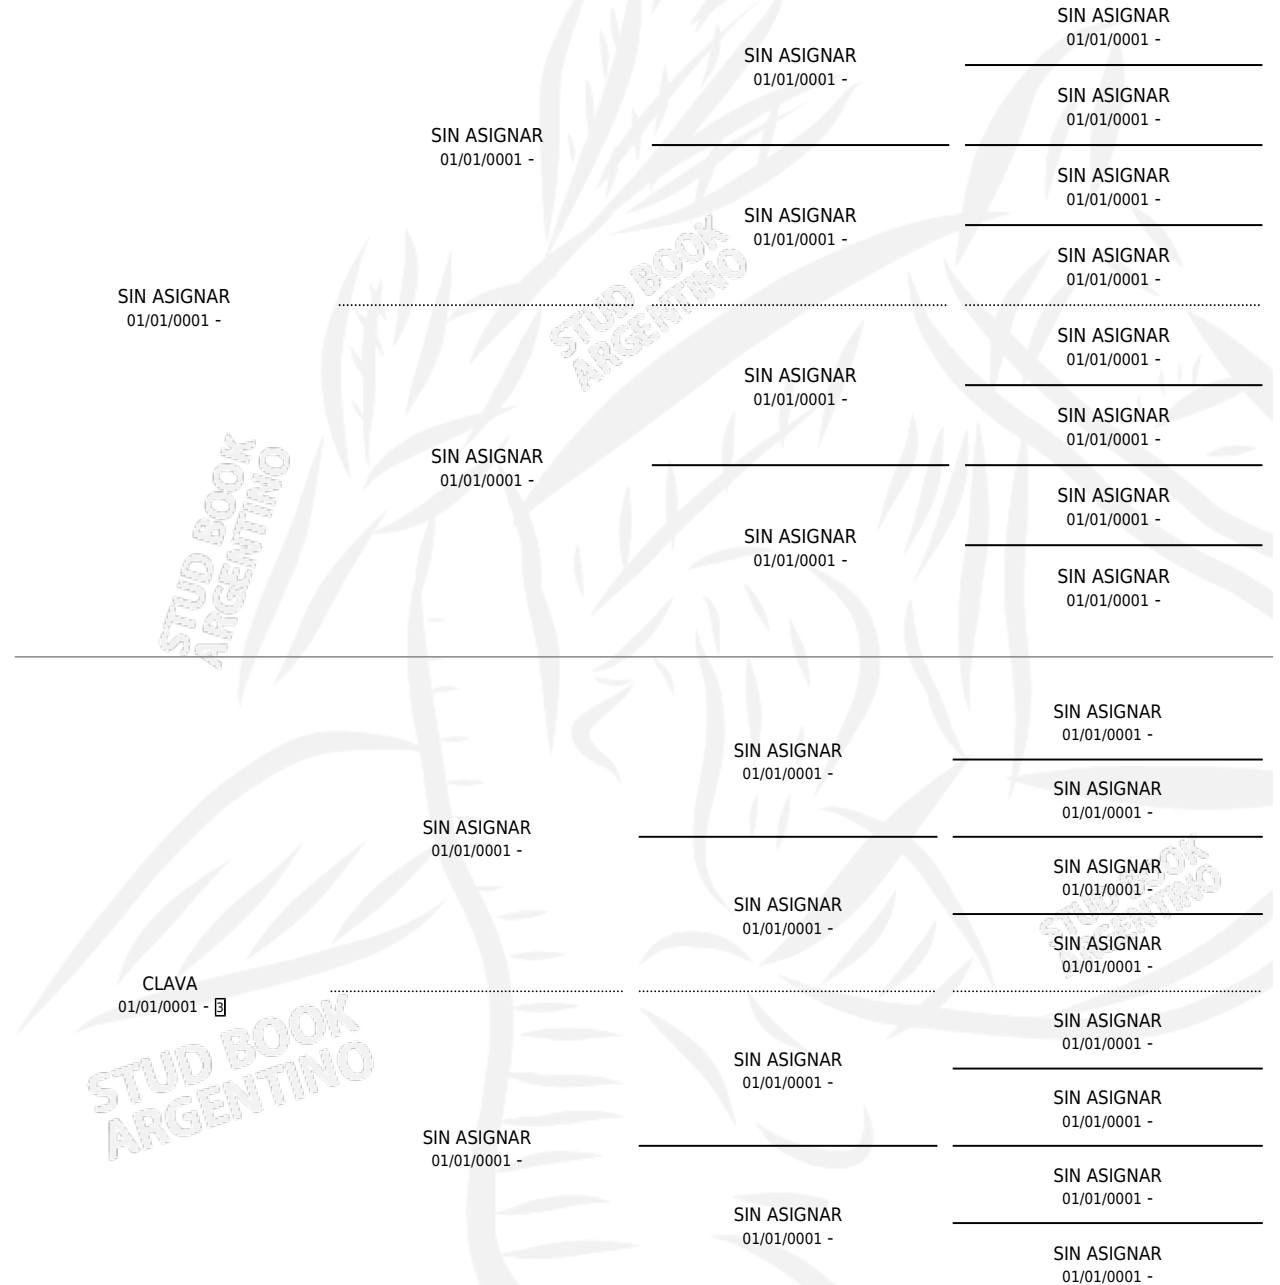 SIN ASIGNAR
01/01/0001 -
SIN ASIGNAR
01/01/0001 -
SIN ASIGNAR
01/01/0001 -
SIN ASIGNAR
01/01/0001 -
SIN ASIGNAR
01/01/0001 -
SIN ASIGNAR
01/01/0001 -
SIN ASIGNAR
01/01/0001 -
SIN ASIGNAR
01/01/0001 -
STUD BOOK
ARGENTINO
SIN ASIGNAR
01/01/0001 -
SIN ASIGNAR
01/01/0001 -
SIN ASIGNAR
01/01/0001 -
SIN ASIGNAR
01/01/0001 -
SIN ASIGNAR
01/01/0001 -
SIN ASIGNAR
01/01/0001 -
STUD BOOK
ARGENTINO
SIN ASIGNAR
01/01/0001 -
SIN ASIGNAR
01/01/0001 -
SIN ASIGNAR
01/01/0001 -
SIN ASIGNAR
01/01/0001 -
SIN ASIGNAR
01/01/0001 -
SIN ASIGNAR
01/01/0001 -
SIN ASIGNAR
01/01/0001 -
SIN ASIGNAR
01/01/0001 -
SIN ASIGNAR
01/01/0001 -
STUD BOOK
ARGENTINO
SIN ASIGNAR
01/01/0001 -
CLAVA
01/01/0001 - 3
STUD BOOK
ARGENTINO
SIN ASIGNAR
01/01/0001 -
SIN ASIGNAR
01/01/0001 -
SIN ASIGNAR
01/01/0001 -
SIN ASIGNAR
01/01/0001 -
SIN ASIGNAR
01/01/0001 -
SIN ASIGNAR
01/01/0001 -
SIN ASIGNAR
01/01/0001 -